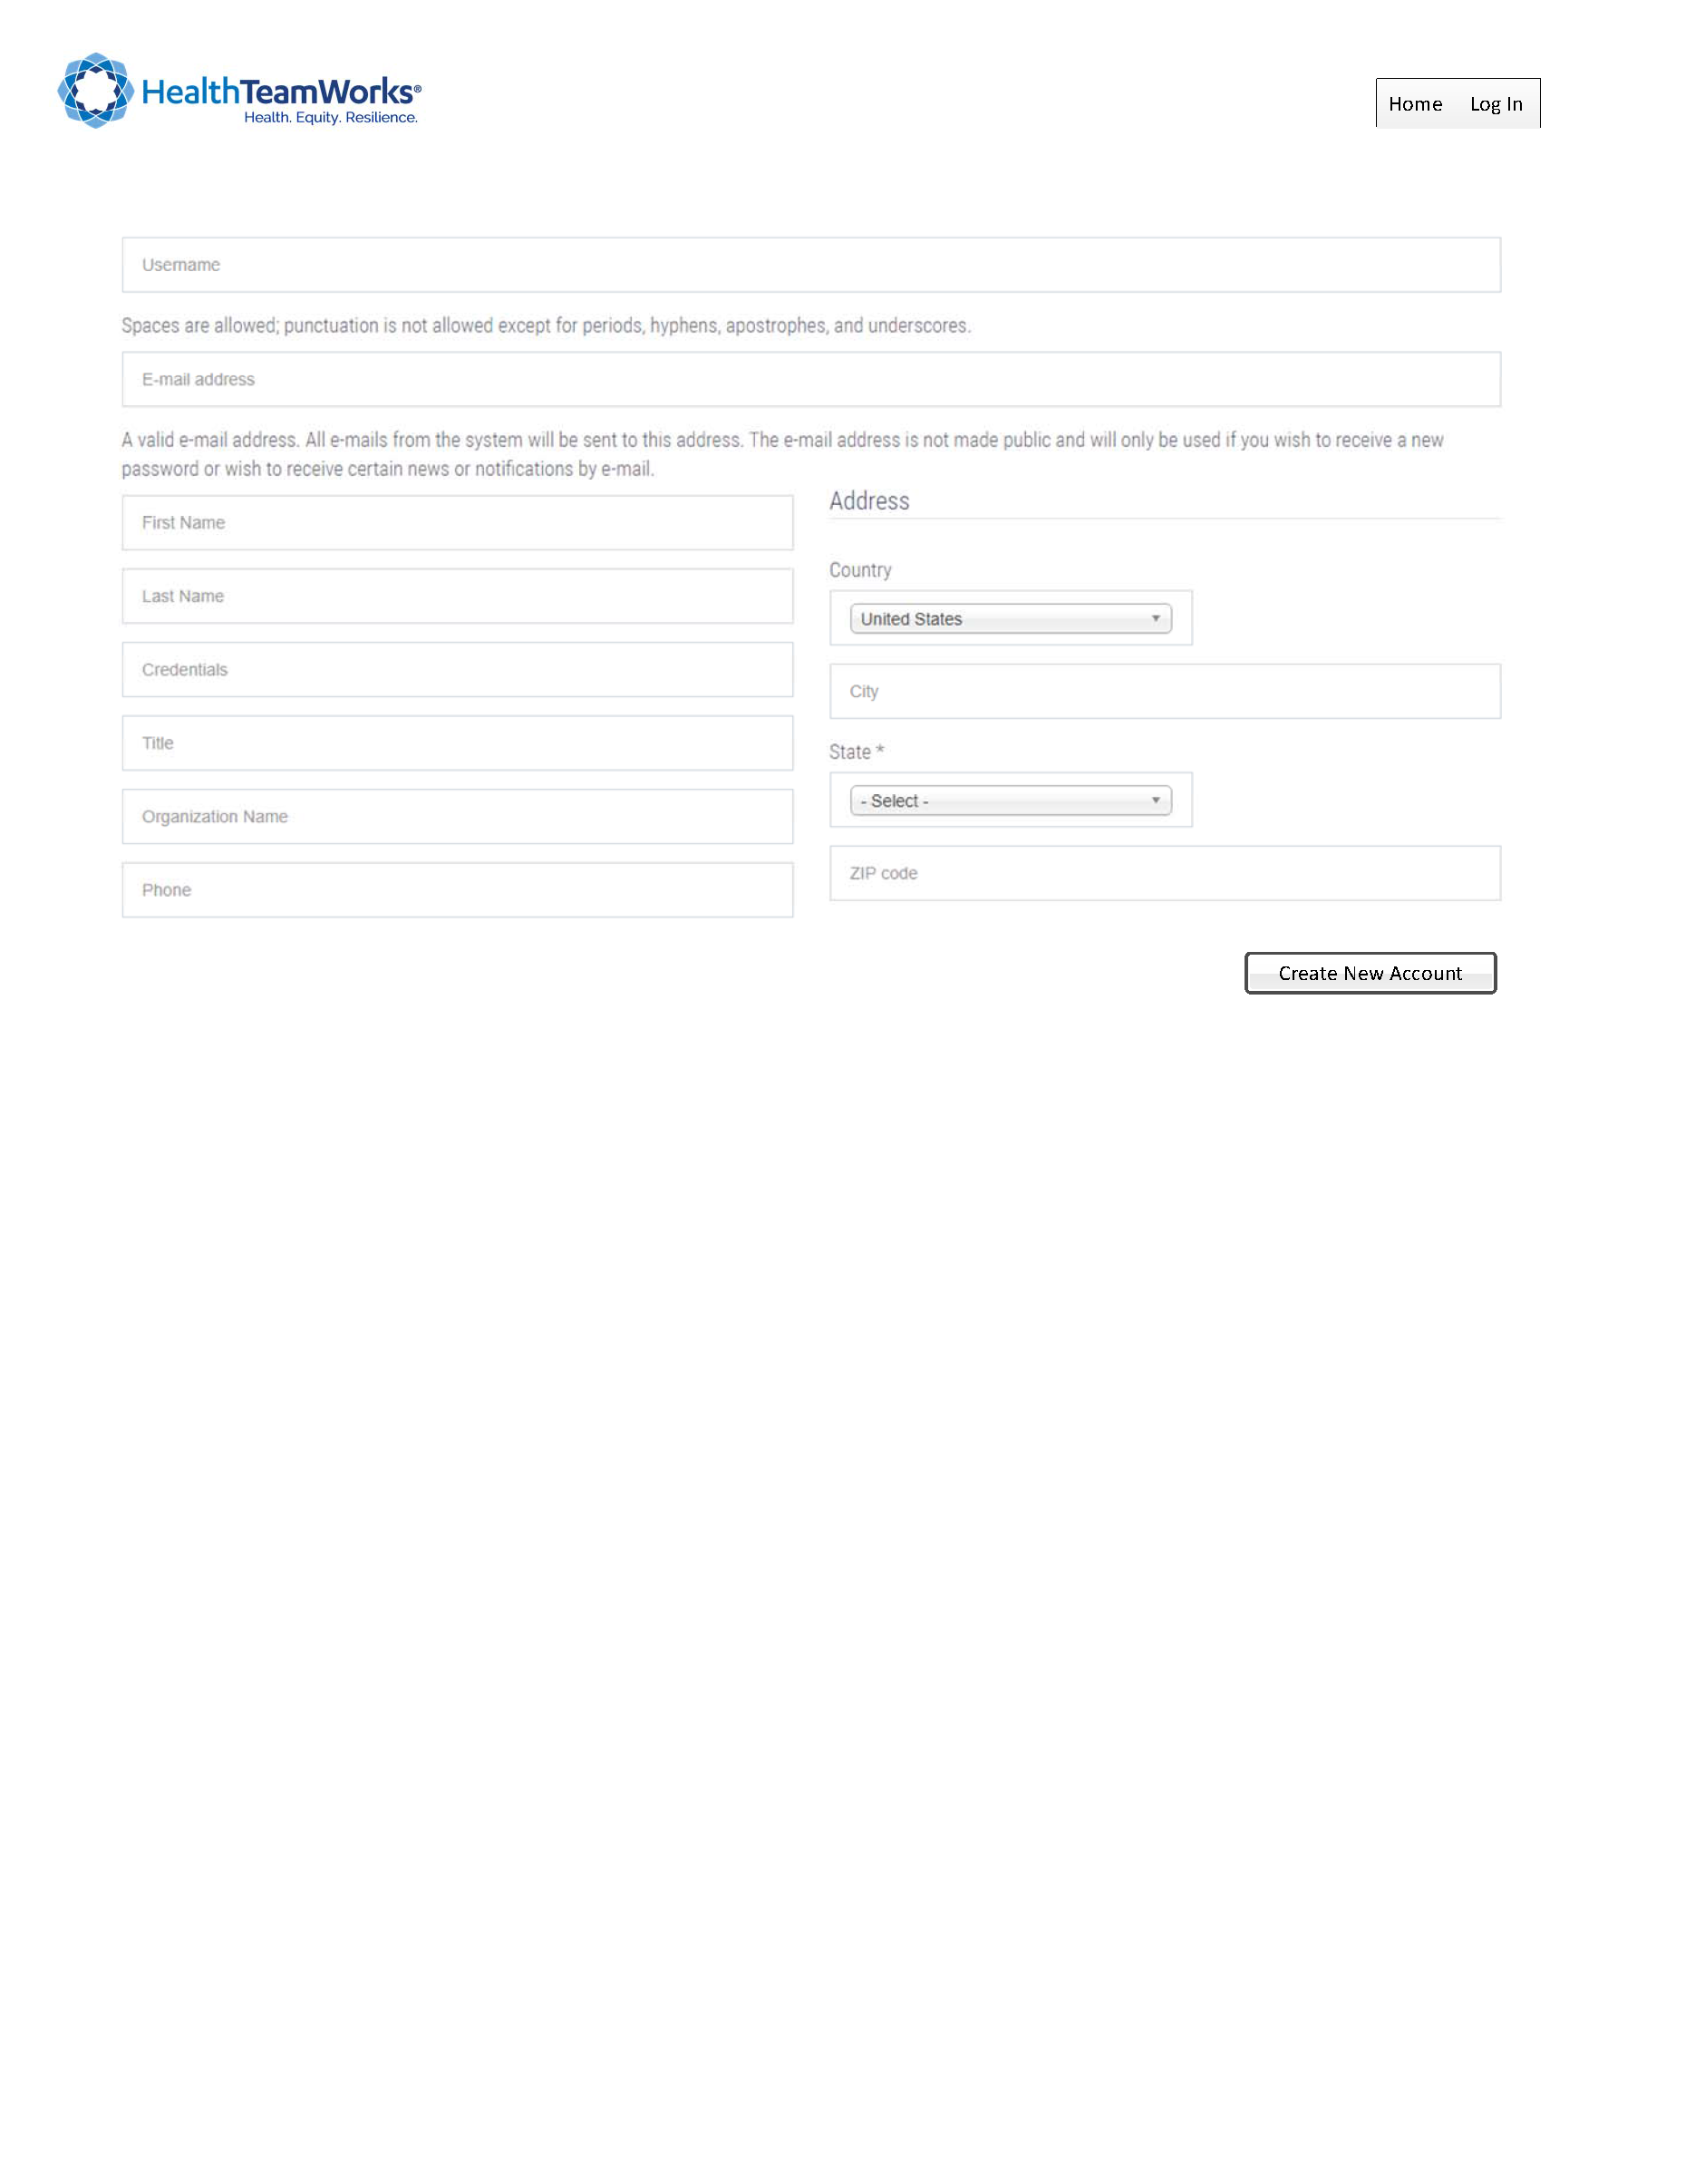 HealthTeamWorks®
Health. Equity. Resilience.
Home Log In
Username
Spaces are allowed; punctuation is not allowed except for periods, hyphens, apostrophes, and underscores.
E-mail address
A valid e-mail address. All e-mails from the system will be sent to this address. The e-mail address is not made public and will only be used if you wish to receive a new
password or wish to receive certain news or notifications by e-mail.
First Name
Last Name
Credentials
Title
Organization Name
Phone
Address
Country
United States
City
State *
- Select -
ZIP code
Create New Account